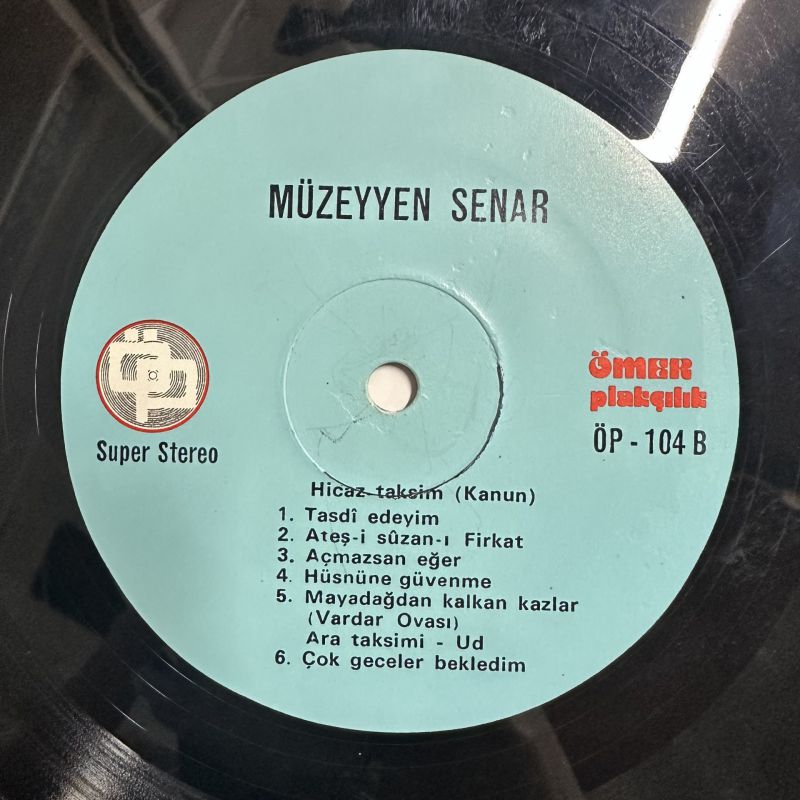 MÜZEYYEN SENAR
ÖP
Super Stereo
ÖMER
plakçılık
ÖP - 104 B
Hicaz taksim (Kanun)
1. Tasdî edeyim
2. Ateş-i sûzan-ı Firkat
3. Açmazsan eğer
4. Hüsnüne güvenme
5. Mayadağdan kalkan kazlar
(Vardar Ovası)
Ara taksimi - Ud
6. Çok geceler bekledim